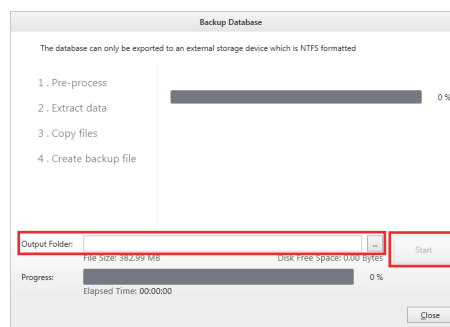 Backup Database
The database can only be exported to an external storage device which is NTFS formatted
1 . Pre-process
0 %
2 . Extract data
3 . Copy files
4 . Create backup file
Output Folder: ... Start
File Size: 382.99 MB Disk Free Space: 0.00 Bytes
Progress: 0 %
Elapsed Time: 00:00:00
Close